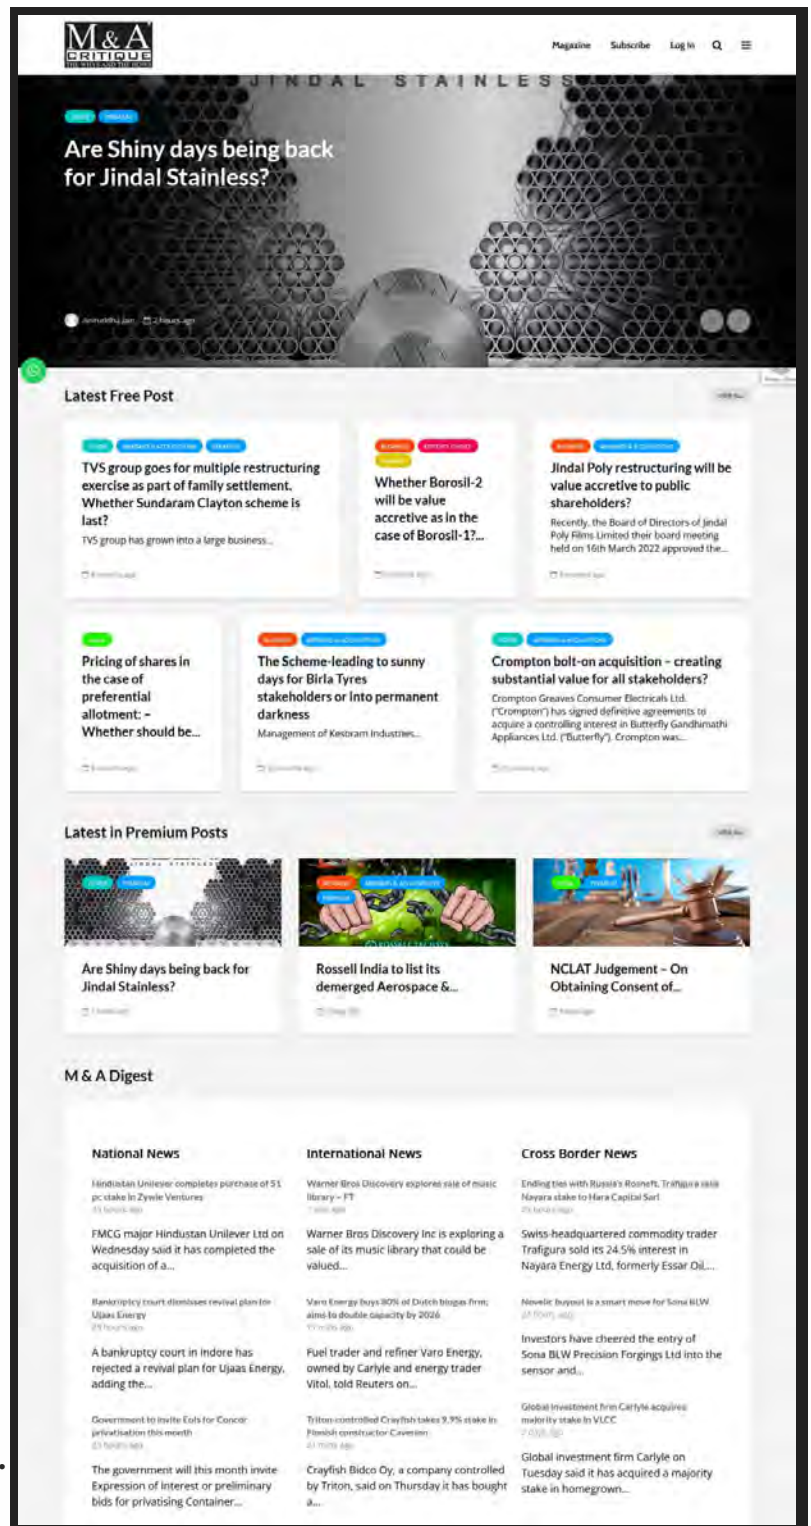 M & A
CRITIQUE
THE WHYS AND THE HOWS
Magazine Subscribe Log In
JINDAL STAINLESS
Are Shiny days being back
for Jindal Stainless?
Aniruddha Jain 2 hours ago
Latest Free Post
VIEW ALL
TVS group goes for multiple restructuring
exercise as part of family settlement.
Whether Sundaram Clayton scheme is
last?
TVS group has grown into a large business...
Whether Borosil-2
will be value
accretive as in the
case of Borosil-1?...
Jindal Poly restructuring will be
value accretive to public
shareholders?
Recently, the Board of Directors of Jindal
Poly Films Limited their board meeting
held on 16th March 2022 approved the...
Pricing of shares in
the case of
preferential
allotment: –
Whether should be...
The Scheme-leading to sunny
days for Birla Tyres
stakeholders or into permanent
darkness
Management of Kesoram Industries...
MERGERS & ACQUISITIONS
Crompton bolt-on acquisition – creating
substantial value for all stakeholders?
Crompton Greaves Consumer Electricals Ltd.
("Crompton") has signed definitive agreements to
acquire a controlling interest in Butterfly Gandhimathi
Appliances Ltd. ("Butterfly"). Crompton was...
Latest in Premium Posts
VIEW ALL
Are Shiny days being back for
Jindal Stainless?
ROSSELL TECHSYS
Rossell India to list its
demerged Aerospace &...
NCLAT Judgement – On
Obtaining Consent of...
M & A Digest
National News
Hindustan Unilever completes purchase of 51
pc stake in Zywie Ventures
FMCG major Hindustan Unilever Ltd on
Wednesday said it has completed the
acquisition of a...
Bankruptcy court dismisses revival plan for
Ujaas Energy
A bankruptcy court in Indore has
rejected a revival plan for Ujaas Energy,
adding the...
Government to invite EoIs for Concor
privatisation this month
The government will this month invite
Expression of Interest or preliminary
bids for privatising Container...
International News
Warner Bros Discovery explores sale of music
library – FT
Warner Bros Discovery Inc is exploring a
sale of its music library that could be
valued...
Varo Energy buys 80% of Dutch biogas firm;
aims to double capacity by 2026
Fuel trader and refiner Varo Energy,
owned by Carlyle and energy trader
Vitol, told Reuters on...
Triton-controlled Crayfish takes 9.9% stake in
Finnish constructor Caverion
Crayfish Bidco Oy, a company controlled
by Triton, said on Thursday it has bought
a...
Cross Border News
Ending ties with Russia's Rosneft, Trafigura sells
Nayara stake to Hara Capital Sarl
Swiss-headquartered commodity trader
Trafigura sold its 24.5% interest in
Nayara Energy Ltd, formerly Essar Oil,...
Novelic buyout is a smart move for Sona BLW
Investors have cheered the entry of
Sona BLW Precision Forgings Ltd into the
sensor and...
Global investment firm Carlyle acquires
majority stake in VLCC
Global investment firm Carlyle on
Tuesday said it has acquired a majority
stake in homegrown...